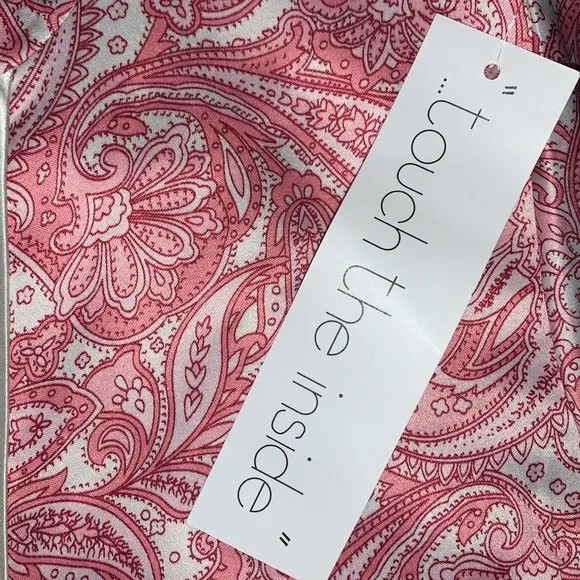 "...touch the inside"